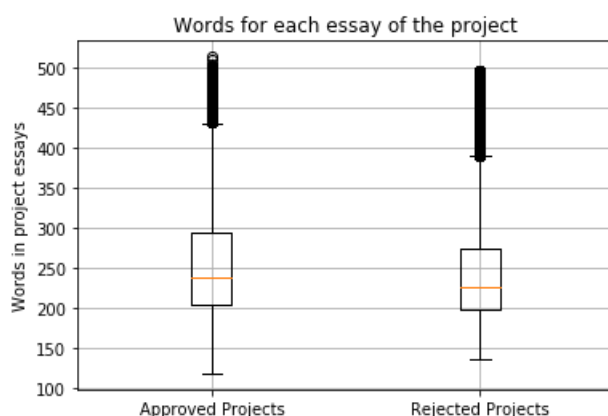 Words for each essay of the project
Words in project essays
500
450
400
350
300
250
200
150
100
Approved Projects
Rejected Projects